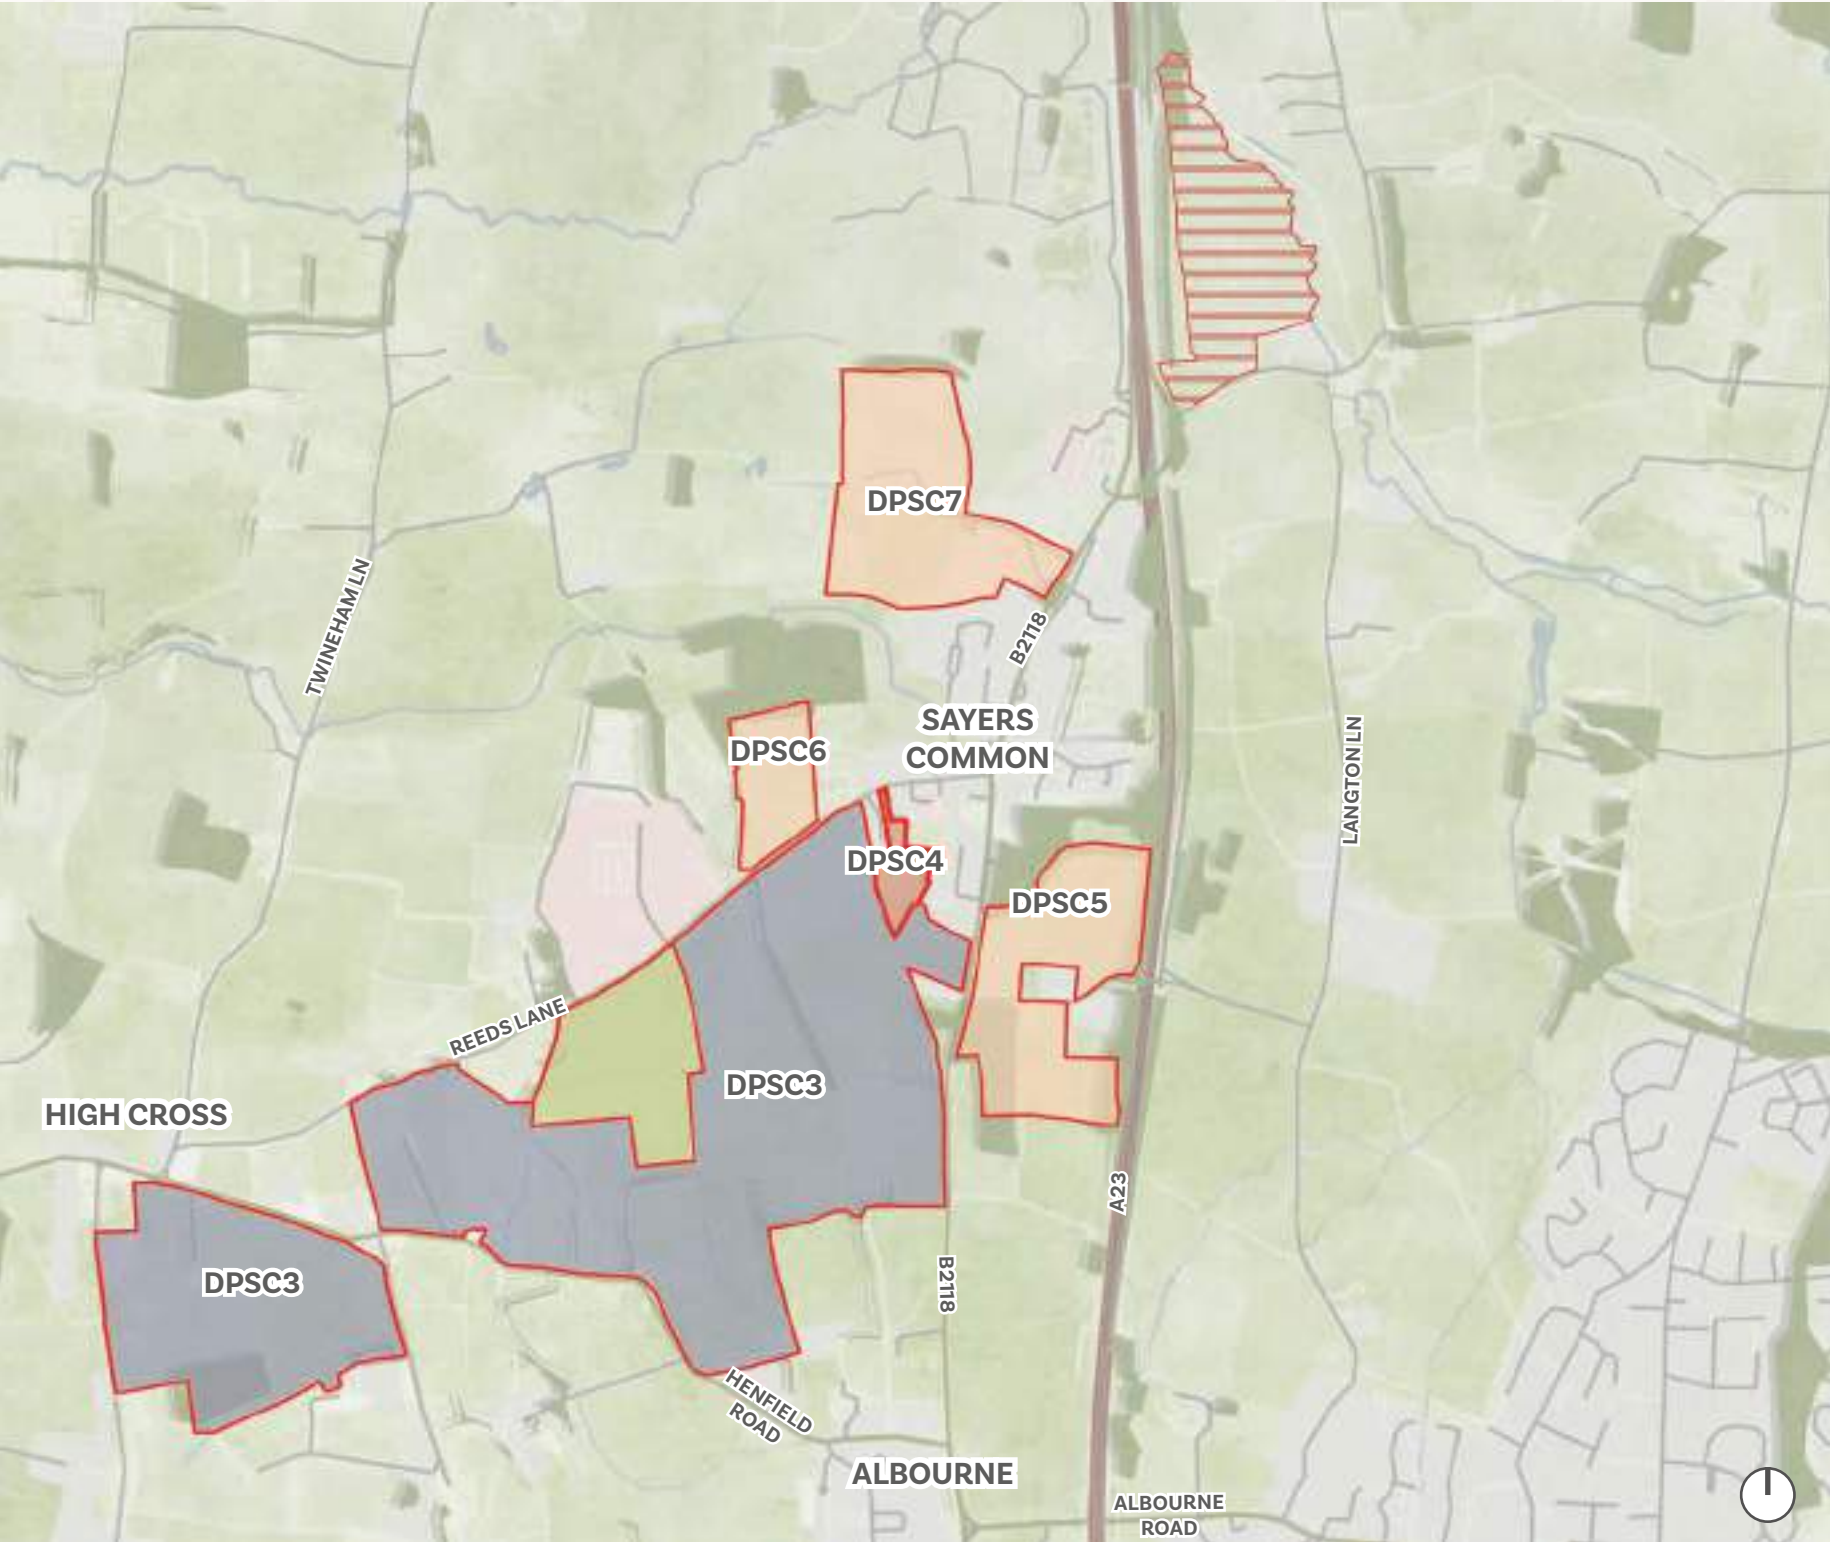 DPSC7
TWINEHAM LN
B2118
SAYERS
COMMON
DPSC6
LANGTON LN
DPSC4
DPSC5
REEDS LANE
DPSC3
HIGH CROSS
A23
DPSC3
B2118
HENFIELD
ROAD
ALBOURNE
ALBOURNE
ROAD